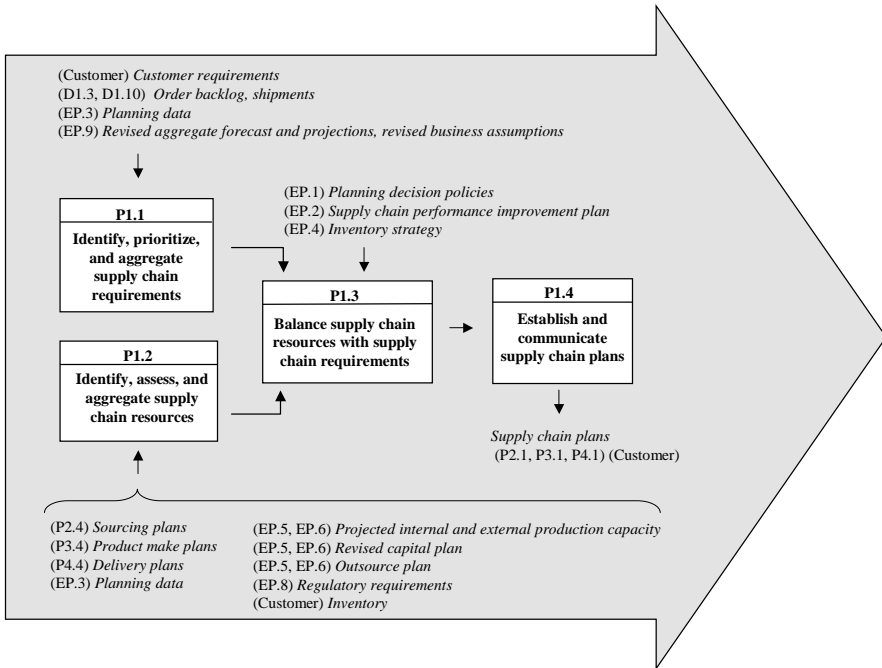 (Customer) Customer requirements
(D1.3, D1.10) Order backlog, shipments
(EP.3) Planning data
(EP.9) Revised aggregate forecast and projections, revised business assumptions
(EP.1) Planning decision policies
(EP.2) Supply chain performance improvement plan
(EP.4) Inventory strategy
P1.1
Identify, prioritize,
and aggregate
supply chain
requirements
P1.2
Identify, assess, and
aggregate supply
chain resources
P1.3
Balance supply chain
resources with supply
chain requirements
P1.4
Establish and
communicate
supply chain plans
Supply chain plans
(P2.1, P3.1, P4.1) (Customer)
(P2.4) Sourcing plans
(P3.4) Product make plans
(P4.4) Delivery plans
(EP.3) Planning data
(EP.5, EP.6) Projected internal and external production capacity
(EP.5, EP.6) Revised capital plan
(EP.5, EP.6) Outsource plan
(EP.8) Regulatory requirements
(Customer) Inventory